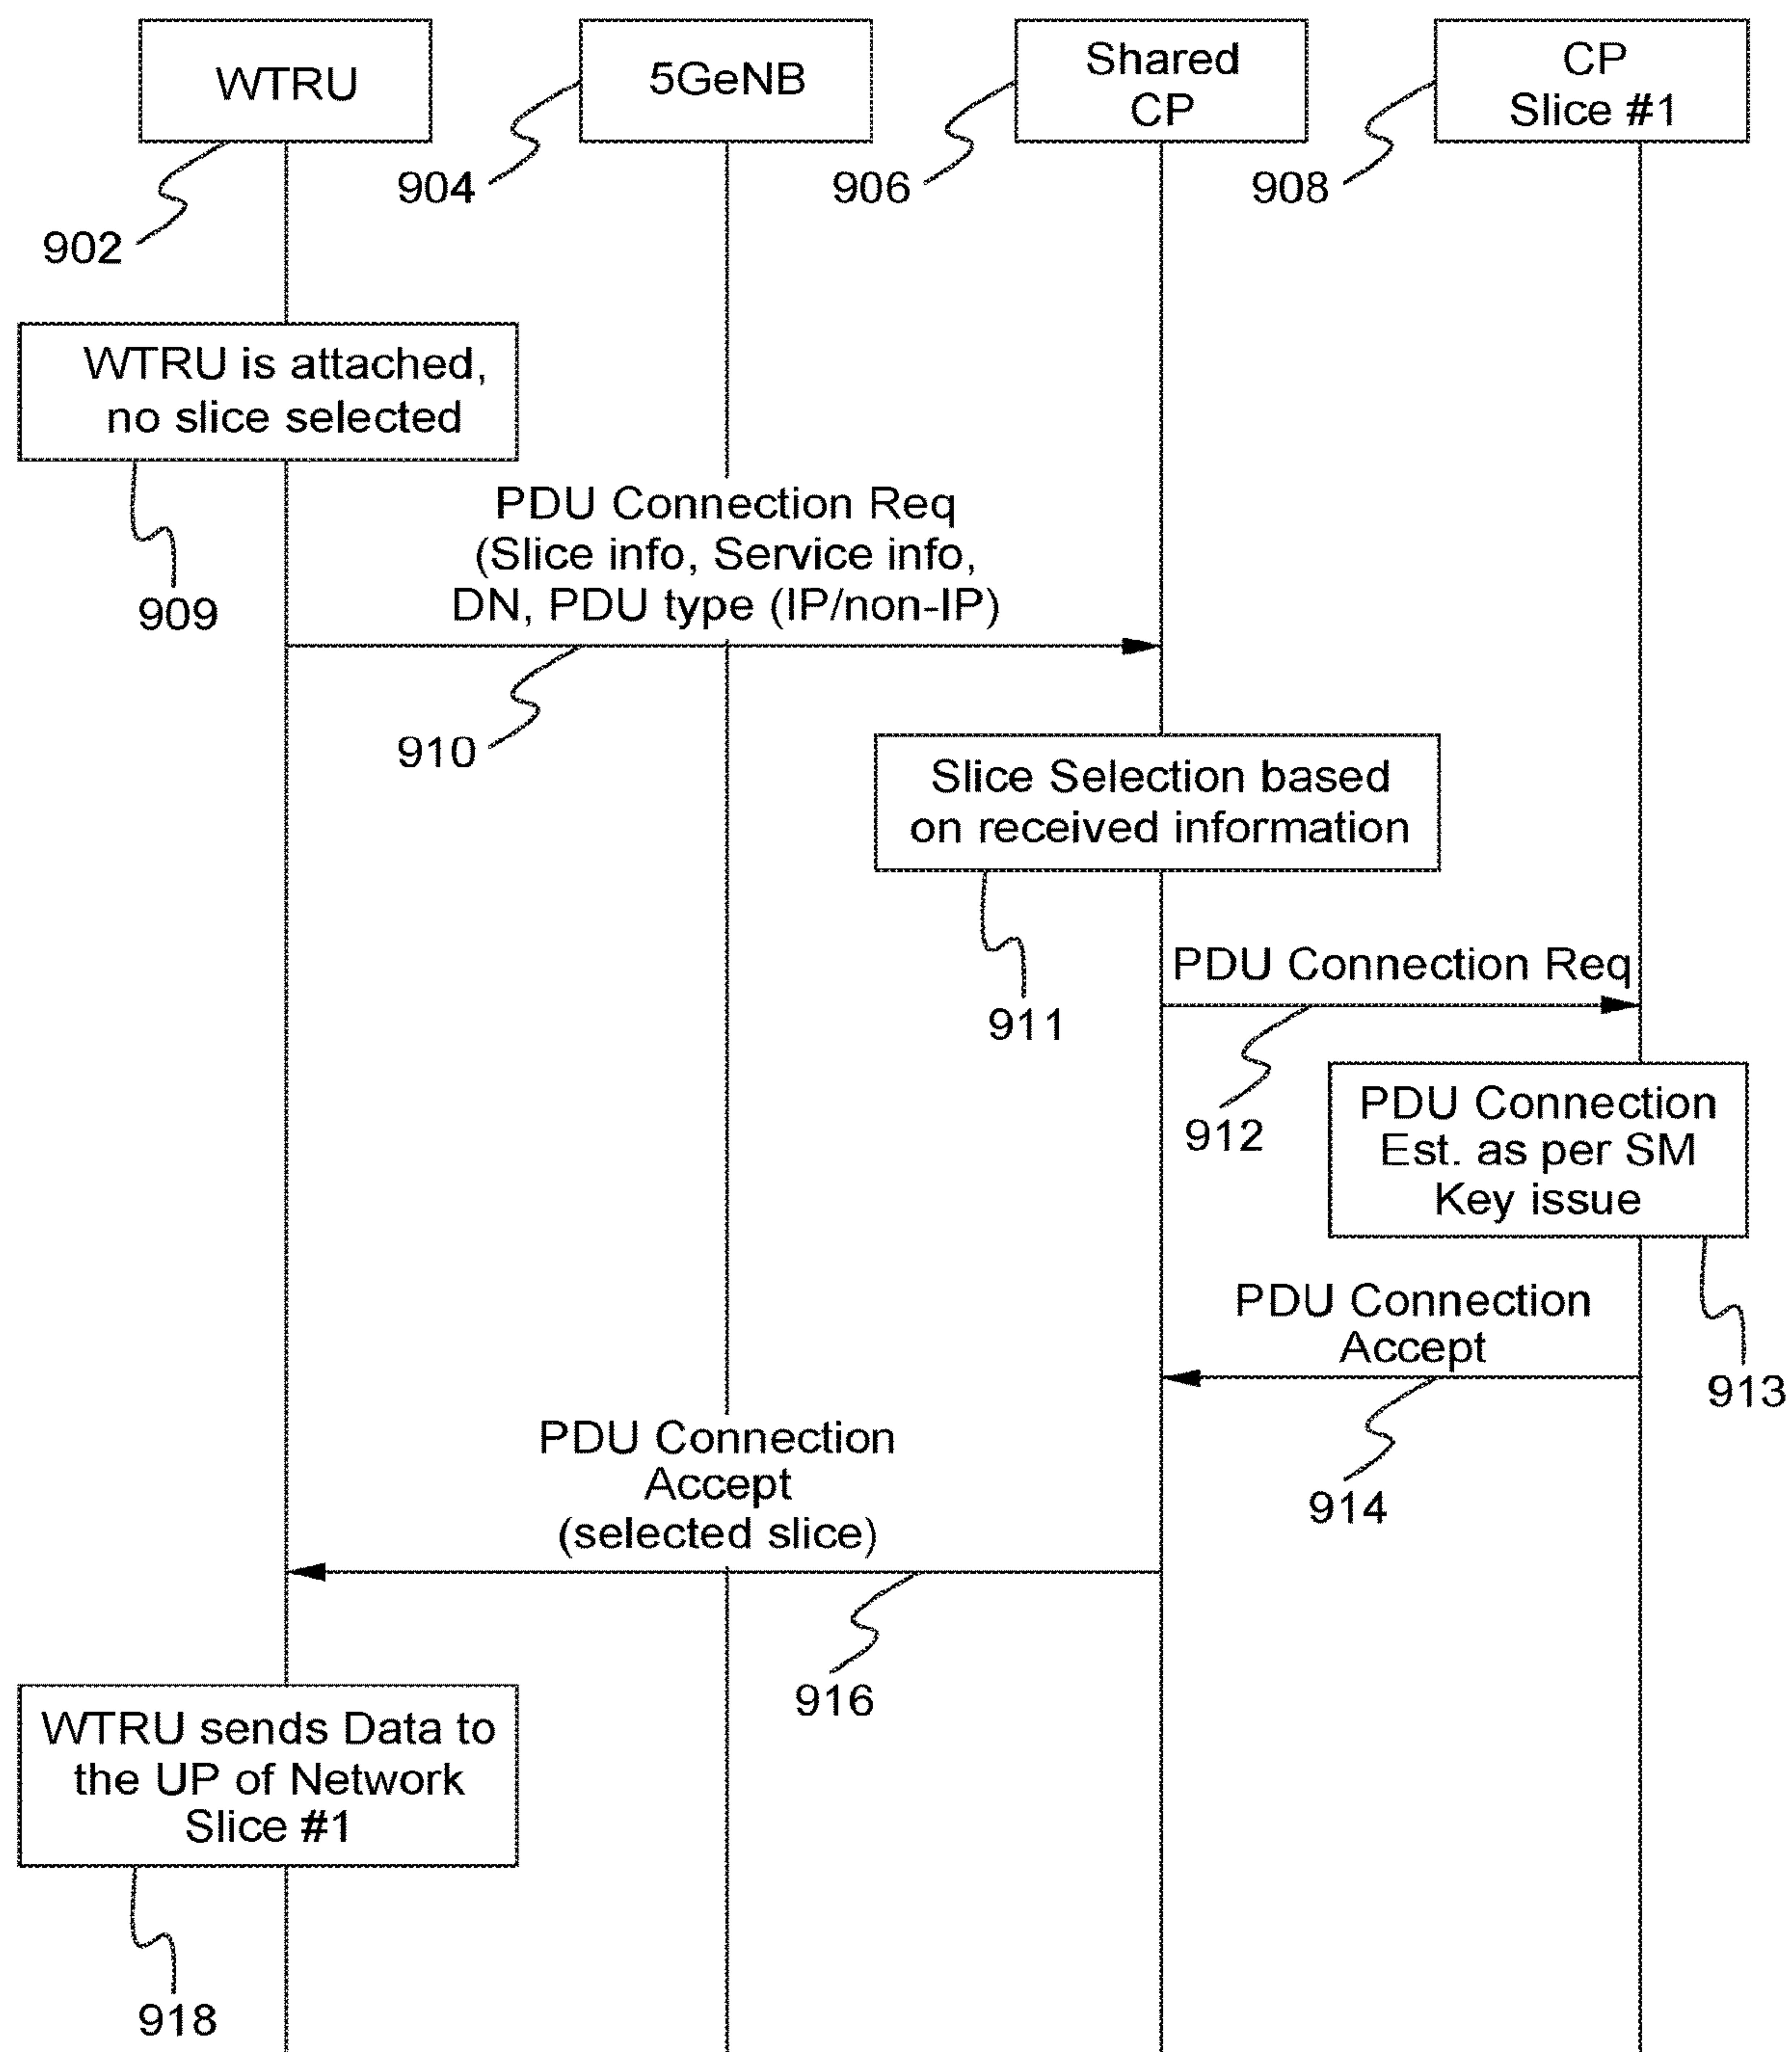 WTRU
5GeNB
Shared
CP
CP
Slice #1
902
904
906
908
WTRU is attached,
no slice selected
909
PDU Connection Req
(Slice info, Service info,
DN, PDU type (IP/non-IP)
910
Slice Selection based
on received information
911
PDU Connection Req
912
PDU Connection
Est. as per SM
Key issue
913
PDU Connection
Accept
914
PDU Connection
Accept
(selected slice)
916
WTRU sends Data to
the UP of Network
Slice #1
918